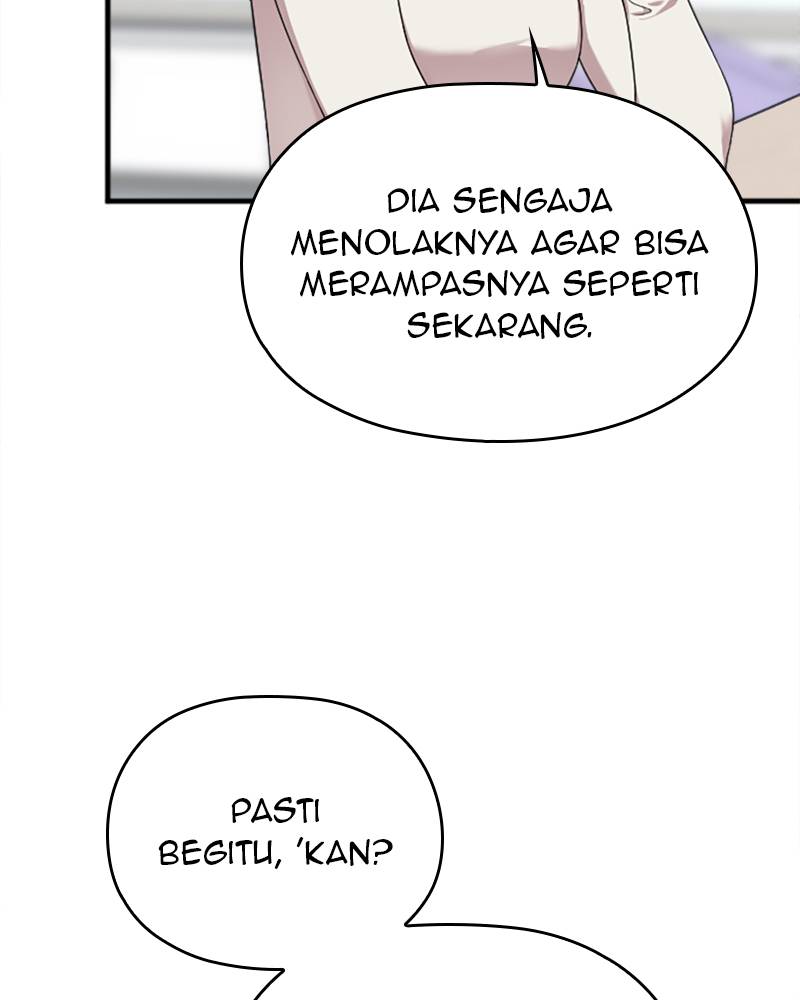 DIA SENGAJA
MENOLAKNYA AGAR BISA
MERAMPASNYA SEPERTI
SEKARANG.
PASTI
BEGITU, 'KAN?